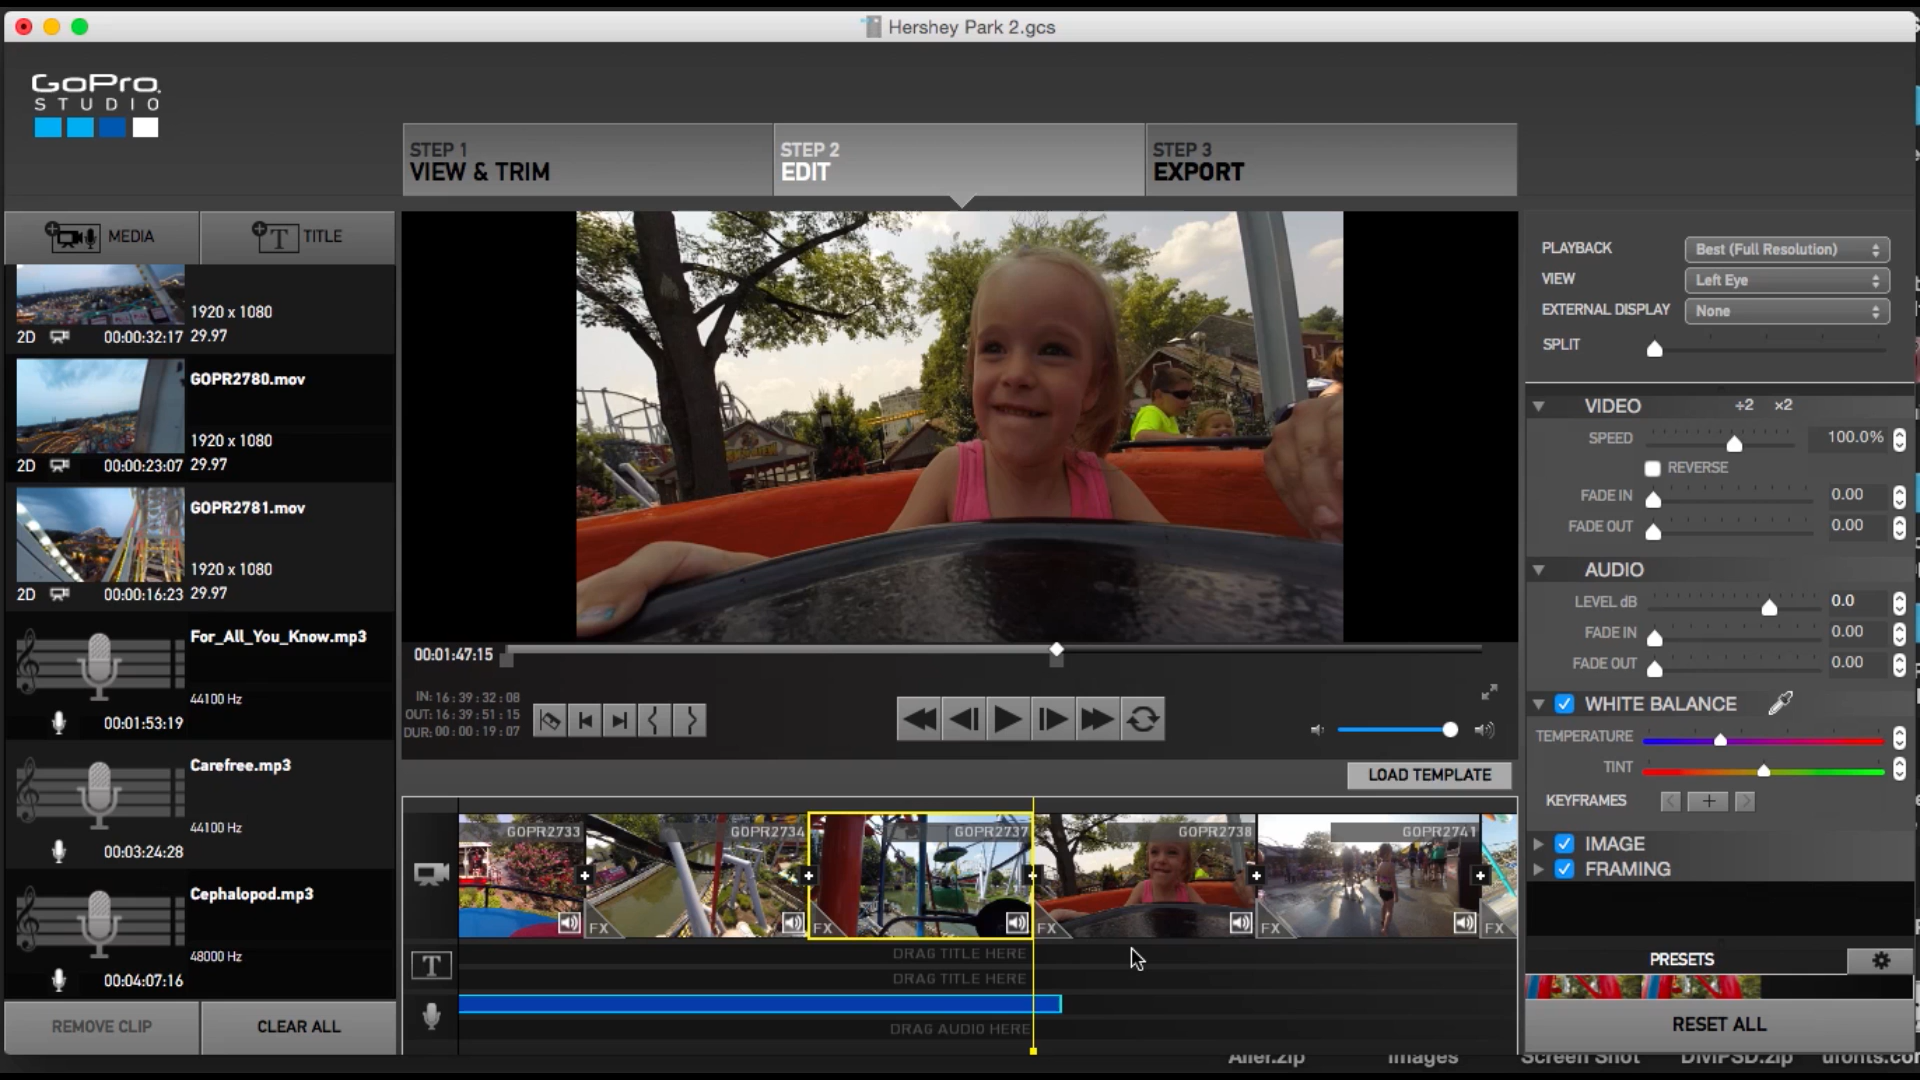 Hershey Park 2.gcs
GoPro
STUDIO
STEP 1
VIEW & TRIM
STEP 2
EDIT
STEP 3
EXPORT
MEDIA
TITLE
1920 x 1080
2D 00:00:32:17 29.97
GOPR2780.mov
1920 x 1080
2D 00:00:23:07 29.97
GOPR2781.mov
1920 x 1080
2D 00:00:16:23 29.97
For_All_You_Know.mp3
44100 Hz
00:01:53:19
Carefree.mp3
44100 Hz
00:03:24:28
Cephalopod.mp3
48000 Hz
00:04:07:16
REMOVE CLIP
CLEAR ALL
00:01:47:15
IN: 16:39:32:08
OUT: 16:39:51:15
DUR: 00:00:19:07
LOAD TEMPLATE
GOPR2733
GOPR2734
GOPR2737
GOPR2738
GOPR2741
FX
FX
FX
FX
FX
T
DRAG TITLE HERE
DRAG TITLE HERE
DRAG AUDIO HERE
PLAYBACK Best (Full Resolution)
VIEW Left Eye
EXTERNAL DISPLAY None
SPLIT
VIDEO ÷2 x2
SPEED 100.0%
REVERSE
FADE IN 0.00
FADE OUT 0.00
AUDIO
LEVEL dB 0.0
FADE IN 0.00
FADE OUT 0.00
WHITE BALANCE
TEMPERATURE
TINT
KEYFRAMES < + >
IMAGE
FRAMING
PRESETS
RESET ALL
Images
Screen Shot